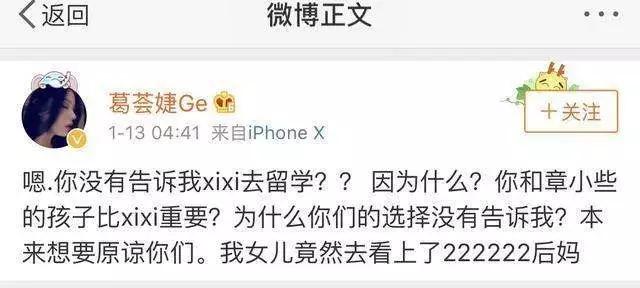 返回
微博正文
葛荟婕Ge
1-13 04:41 来自iPhone X
+关注
嗯.你没有告诉我xixi去留学？？ 因为什么？你和章小些
的孩子比xixi重要？为什么你们的选择没有告诉我？本
来想要原谅你们。我女儿竟然去看上了222222后妈